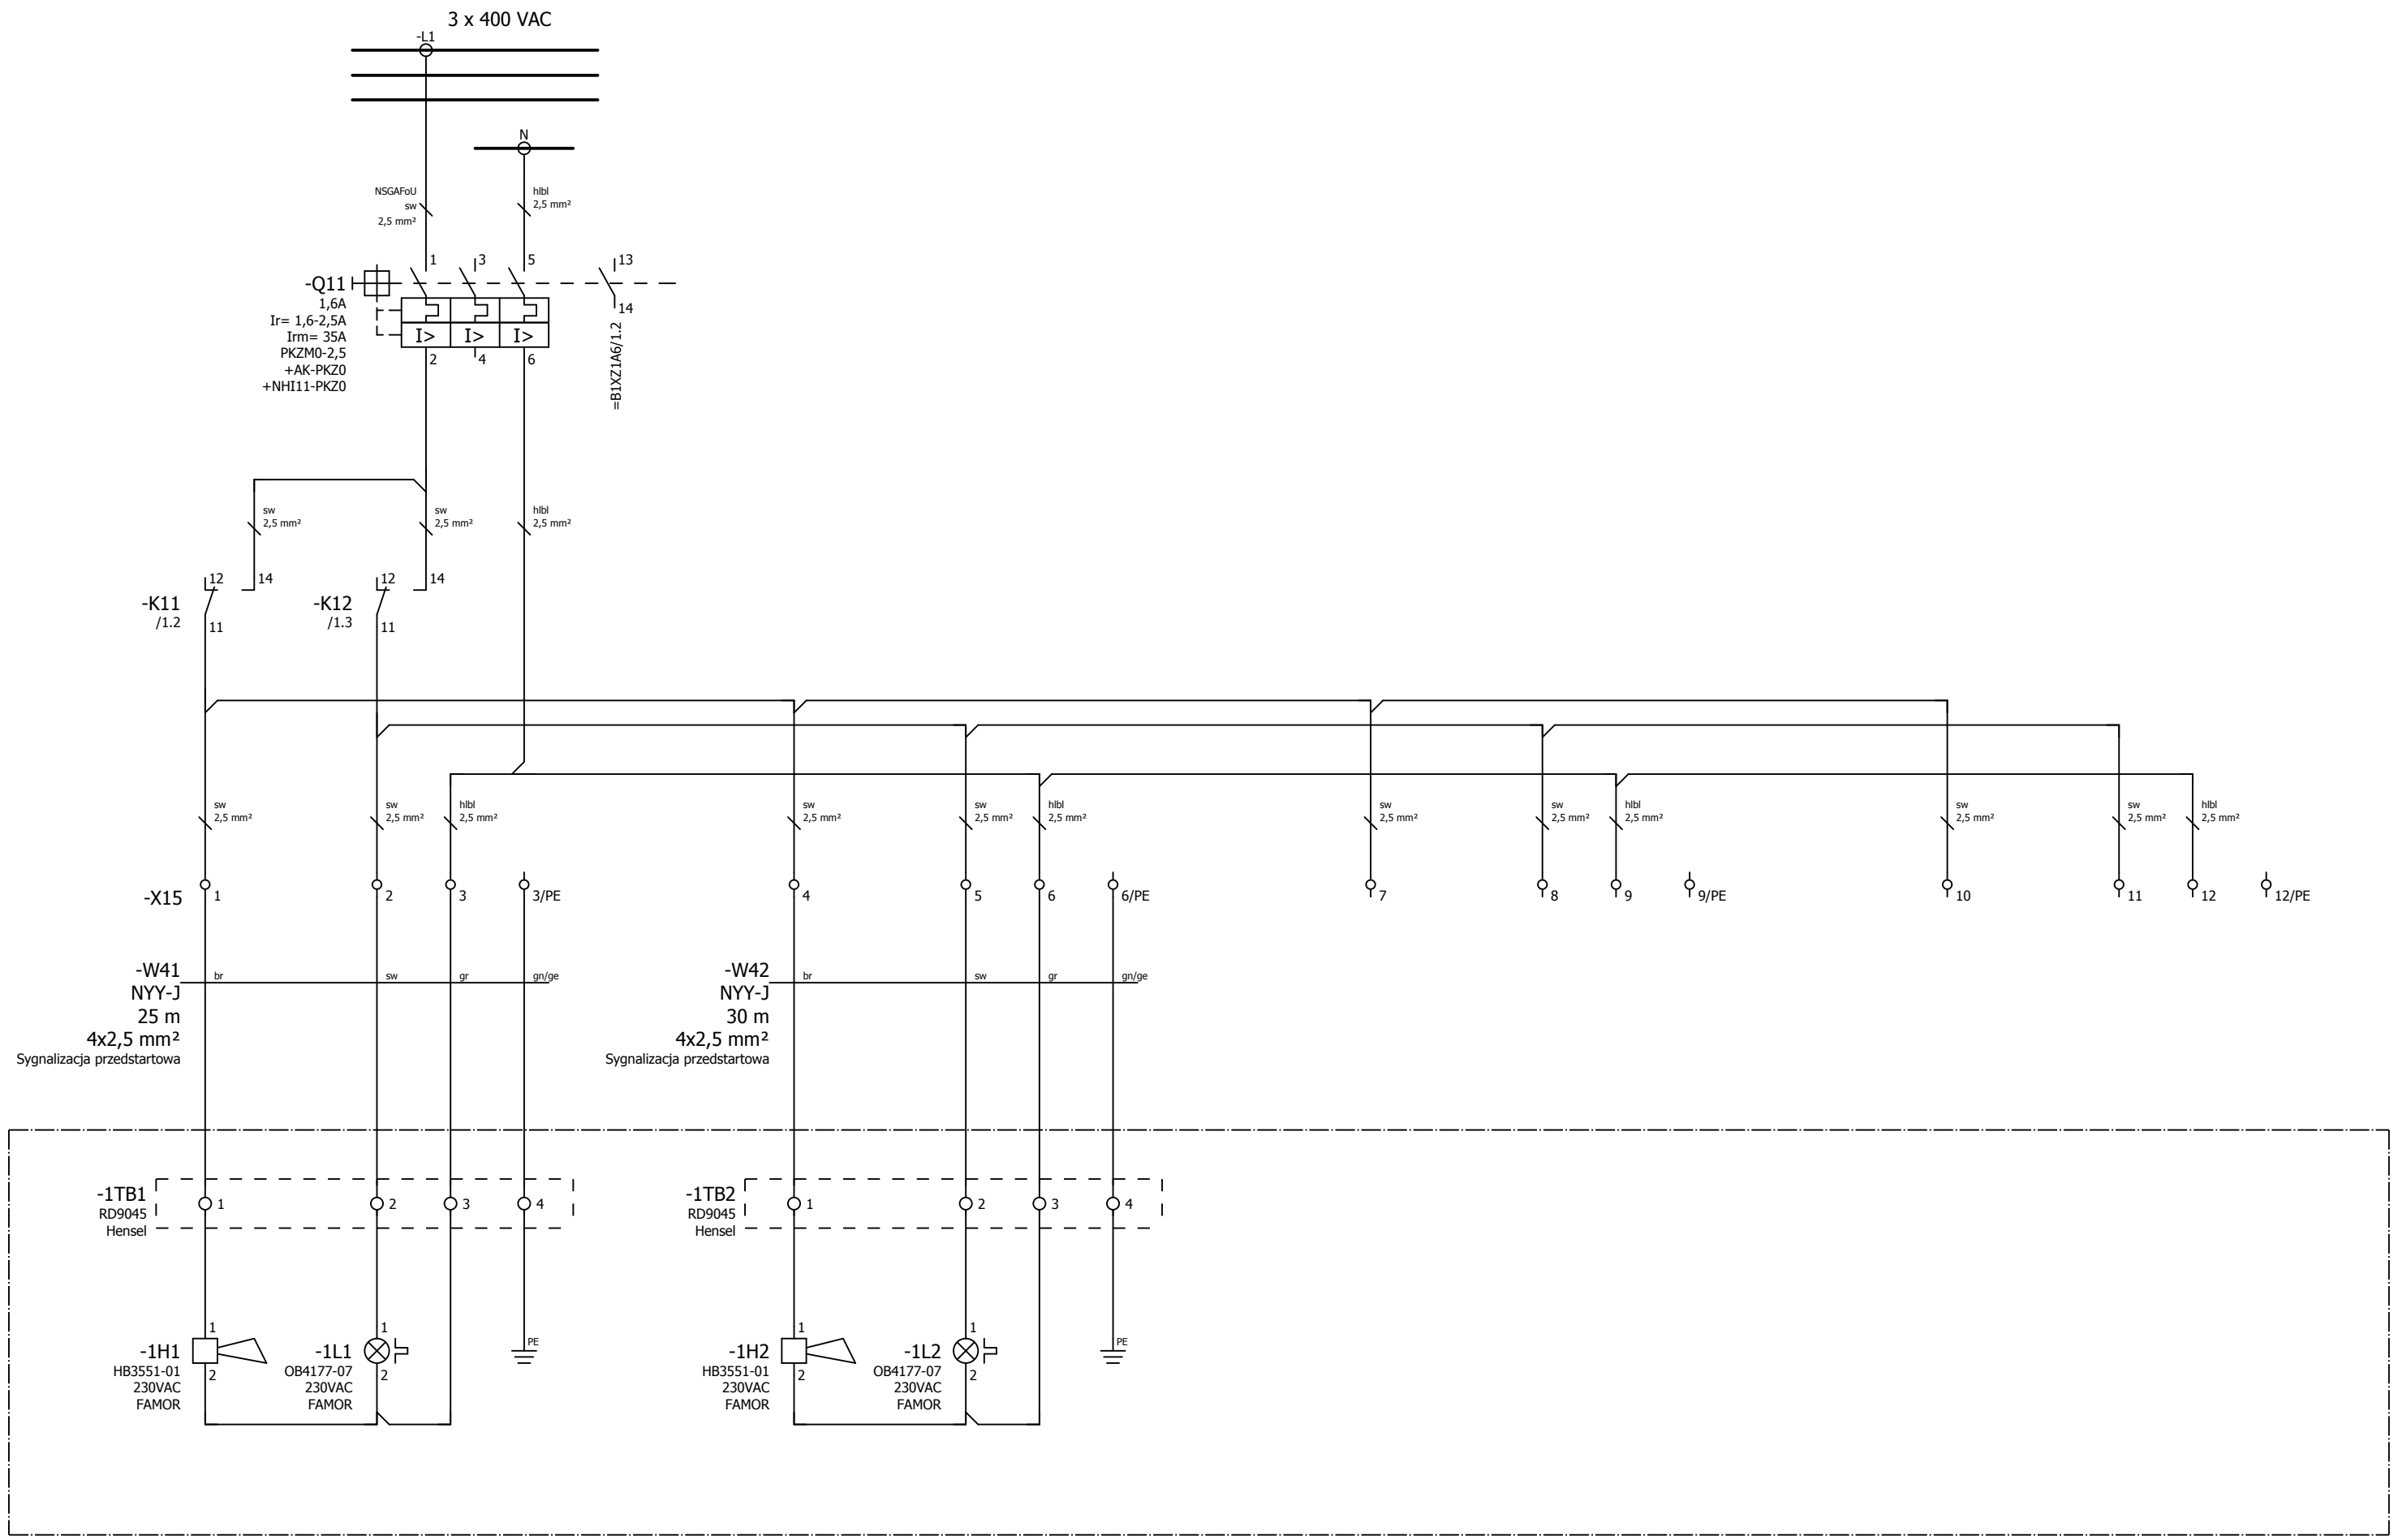 3 x 400 VAC
-L1
N
NSGAFoU
sw
2,5 mm²
hlbl
2,5 mm²
1
3
5
13
-Q11
1,6A
Ir= 1,6-2,5A
Irm= 35A
PKZM0-2,5
+AK-PKZ0
+NHI11-PKZ0
I>
I>
I>
2
4
6
14
=B1XZ1A6/1.2
sw
2,5 mm²
sw
2,5 mm²
hlbl
2,5 mm²
12
14
12
14
-K11
/1.2
11
-K12
/1.3
11
sw
2,5 mm²
sw
2,5 mm²
hlbl
2,5 mm²
sw
2,5 mm²
sw
2,5 mm²
hlbl
2,5 mm²
sw
2,5 mm²
sw
2,5 mm²
hlbl
2,5 mm²
sw
2,5 mm²
sw
2,5 mm²
hlbl
2,5 mm²
-X15
1
2
3
3/PE
4
5
6
6/PE
7
8
9
9/PE
10
11
12
12/PE
-W41
NYY-J
25 m
4x2,5 mm²
Sygnalizacja przedstartowa
br
sw
gr
gn/ge
-W42
NYY-J
30 m
4x2,5 mm²
Sygnalizacja przedstartowa
br
sw
gr
gn/ge
-1TB1
RD9045
Hensel
1
2
3
4
-1TB2
RD9045
Hensel
1
2
3
4
-1H1
HB3551-01
230VAC
FAMOR
1
2
-1L1
OB4177-07
230VAC
FAMOR
1
2
PE
-1H2
HB3551-01
230VAC
FAMOR
1
2
-1L2
OB4177-07
230VAC
FAMOR
1
2
PE